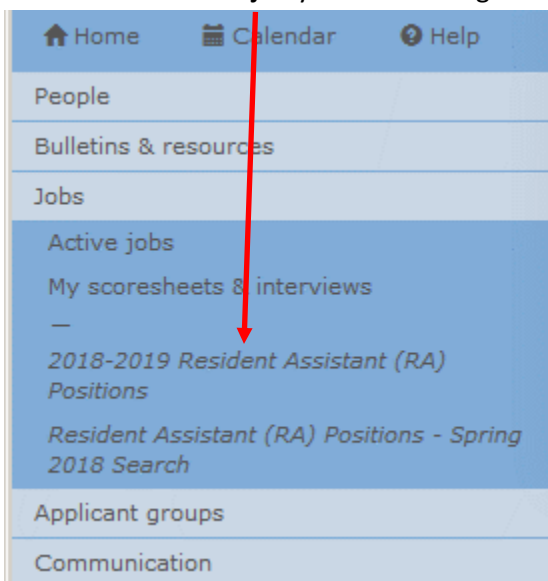 Home Calendar Help
People
Bulletins & resources
Jobs
Active jobs
My scoresheets & interviews
—
2018-2019 Resident Assistant (RA)
Positions
Resident Assistant (RA) Positions - Spring
2018 Search
Applicant groups
Communication